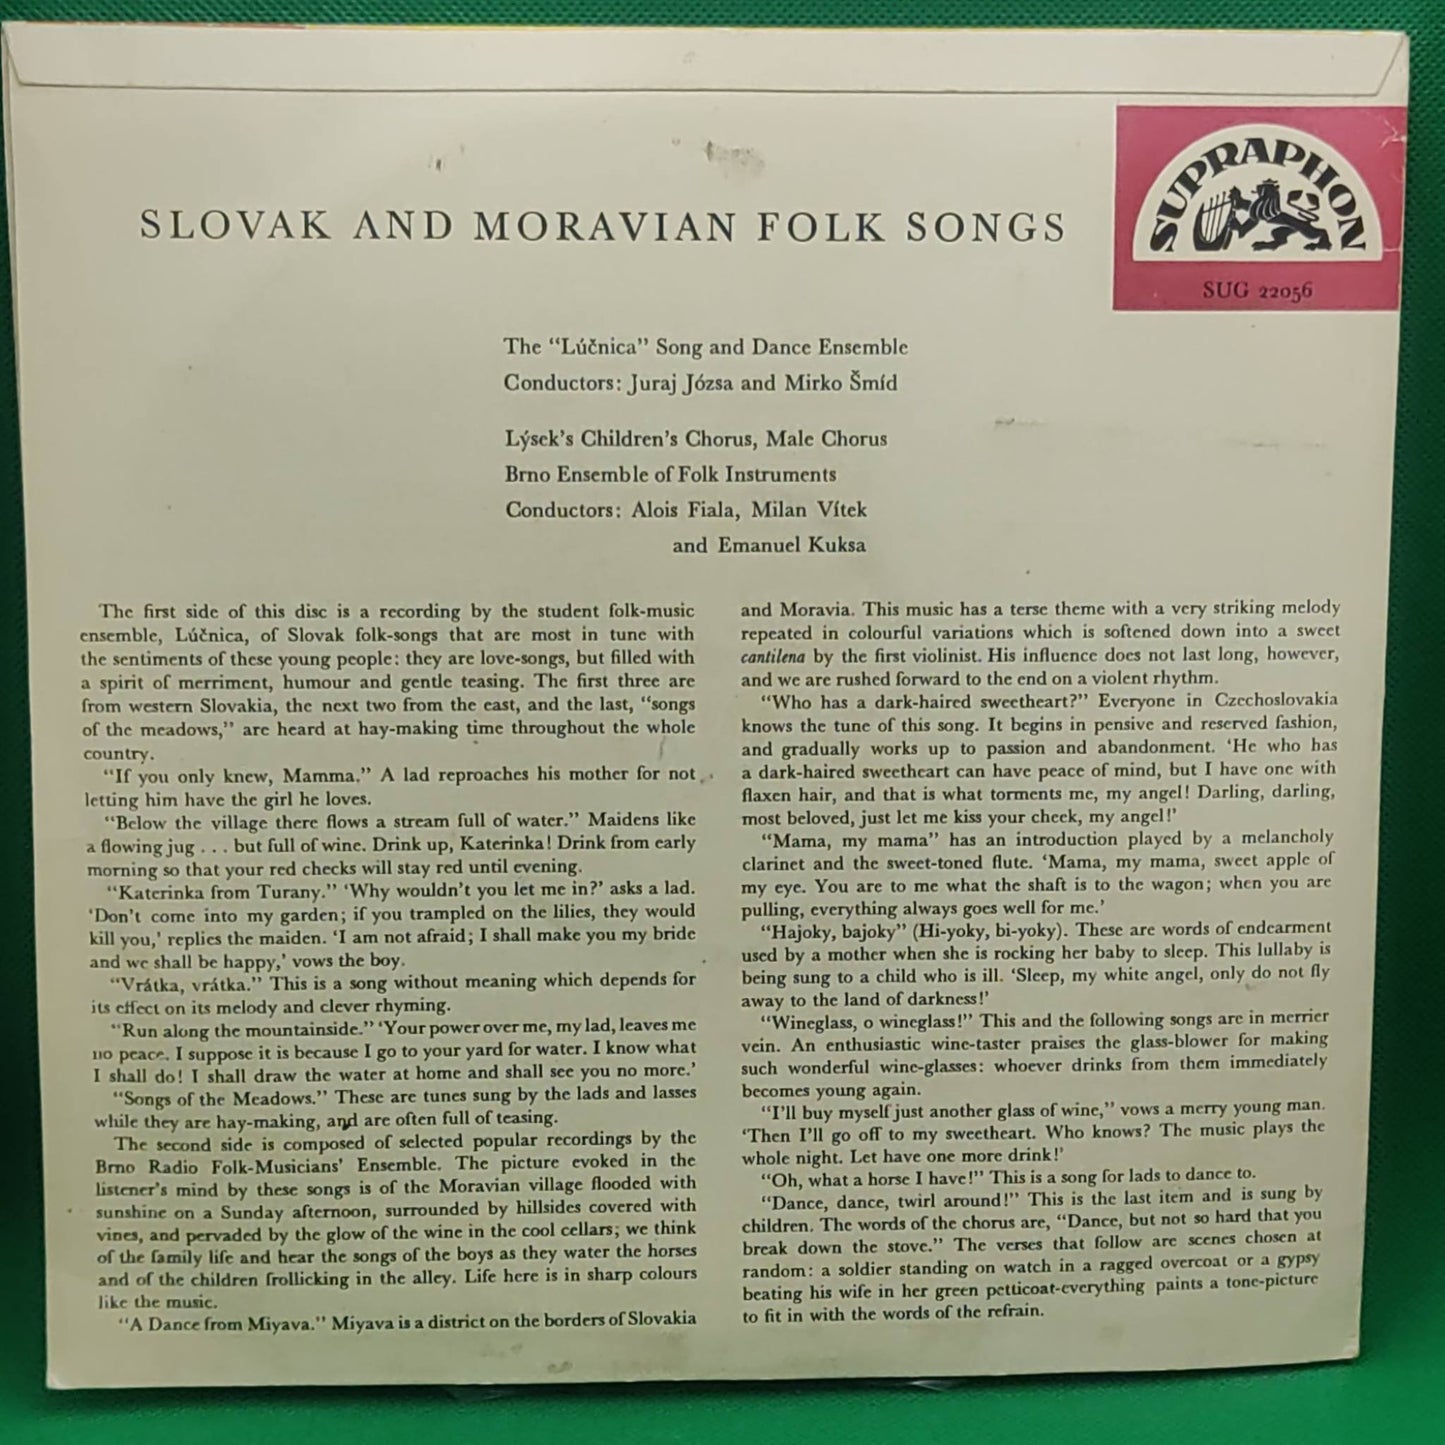 SUPRAPHON
SUG 22056
SLOVAK AND MORAVIAN FOLK SONGS
The "Lúčnica" Song and Dance Ensemble
Conductors: Juraj Józsa and Mirko Šmíd
Lýsek's Children's Chorus, Male Chorus
Brno Ensemble of Folk Instruments
Conductors: Alois Fiala, Milan Vítek
and Emanuel Kuksa
The first side of this disc is a recording by the student folk-music
ensemble, Lúčnica, of Slovak folk-songs that are most in tune with
the sentiments of these young people: they are love-songs, but filled with
a spirit of merriment, humour and gentle teasing. The first three are
from western Slovakia, the next two from the east, and the last, "songs
of the meadows," are heard at hay-making time throughout the whole
country.
"If you only knew, Mamma." A lad reproaches his mother for not
letting him have the girl he loves.
"Below the village there flows a stream full of water." Maidens like
a flowing jug . . . but full of wine. Drink up, Katerinka! Drink from early
morning so that your red cheeks will stay red until evening.
"Katerinka from Turany." 'Why wouldn't you let me in?' asks a lad.
'Don't come into my garden; if you trampled on the lilies, they would
kill you,' replies the maiden. 'I am not afraid; I shall make you my bride
and we shall be happy,' vows the boy.
"Vrátka, vrátka." This is a song without meaning which depends for
its effect on its melody and clever rhyming.
"Run along the mountainside." 'Your power over me, my lad, leaves me
no peace. I suppose it is because I go to your yard for water. I know what
I shall do! I shall draw the water at home and shall see you no more.'
"Songs of the Meadows." These are tunes sung by the lads and lasses
while they are hay-making, and are often full of teasing.
The second side is composed of selected popular recordings by the
Brno Radio Folk-Musicians' Ensemble. The picture evoked in the
listener's mind by these songs is of the Moravian village flooded with
sunshine on a Sunday afternoon, surrounded by hillsides covered with
vines, and pervaded by the glow of the wine in the cool cellars; we think
of the family life and hear the songs of the boys as they water the horses
and of the children frollicking in the alley. Life here is in sharp colours
like the music.
"A Dance from Miyava." Miyava is a district on the borders of Slovakia
and Moravia. This music has a terse theme with a very striking melody
repeated in colourful variations which is softened down into a sweet
cantilena by the first violinist. His influence does not last long, however,
and we are rushed forward to the end on a violent rhythm.
"Who has a dark-haired sweetheart?" Everyone in Czechoslovakia
knows the tune of this song. It begins in pensive and reserved fashion,
and gradually works up to passion and abandonment. 'He who has
a dark-haired sweetheart can have peace of mind, but I have one with
flaxen hair, and that is what torments me, my angel! Darling, darling,
most beloved, just let me kiss your cheek, my angel!'
"Mama, my mama" has an introduction played by a melancholy
clarinet and the sweet-toned flute. 'Mama, my mama, sweet apple of
my eye. You are to me what the shaft is to the wagon; when you are
pulling, everything always goes well for me.'
"Hajoky, bajoky" (Hi-yoky, bi-yoky). These are words of endearment
used by a mother when she is rocking her baby to sleep. This lullaby is
being sung to a child who is ill. 'Sleep, my white angel, only do not fly
away to the land of darkness!'
"Wineglass, o wineglass!" This and the following songs are in merrier
vein. An enthusiastic wine-taster praises the glass-blower for making
such wonderful wine-glasses: whoever drinks from them immediately
becomes young again.
"I'll buy myself just another glass of wine," vows a merry young man.
'Then I'll go off to my sweetheart. Who knows? The music plays the
whole night. Let have one more drink!'
"Oh, what a horse I have!" This is a song for lads to dance to.
"Dance, dance, twirl around!" This is the last item and is sung by
children. The words of the chorus are, "Dance, but not so hard that you
break down the stove." The verses that follow are scenes chosen at
random: a soldier standing on watch in a ragged overcoat or a gypsy
beating his wife in her green petticoat-everything paints a tone-picture
to fit in with the words of the refrain.